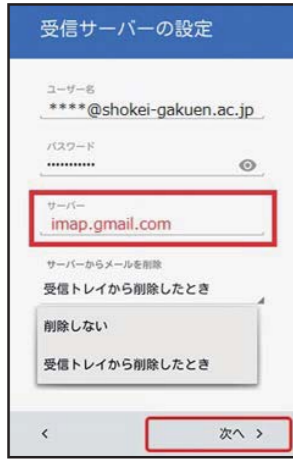 受信サーバーの設定
ユーザー名
****@shokei-gakuen.ac.jp
パスワード
••••••••••••
サーバー
imap.gmail.com
サーバーからメールを削除
受信トレイから削除したとき
削除しない
受信トレイから削除したとき
< 次へ >